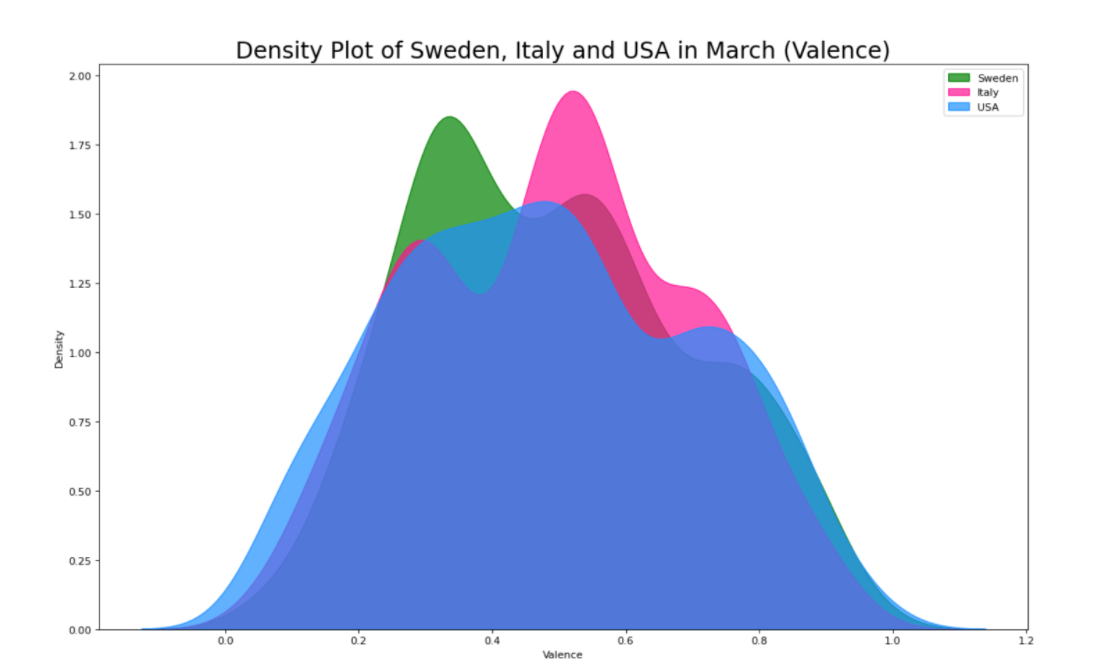 Density Plot of Sweden, Italy and USA in March (Valence)
Sweden
Italy
USA
2.00
1.75
1.50
1.25
1.00
0.75
0.50
0.25
0.00
Density
0.0 0.2 0.4 0.6 0.8 1.0 1.2
Valence